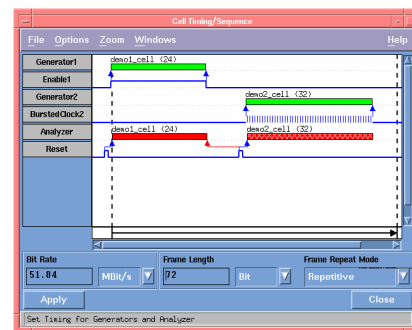 Cell Timing/Sequence
File Options Zoom Windows Help
Generator1 demo1_cell (24)
Enable1
Generator2 demo2_cell (32)
BurstedClock2
Analyzer demo1_cell (24) demo2_cell (32)
Reset
Bit Rate Frame Length Frame Repeat Mode
51.84 MBit/s 72 Bit Repetitive
Apply Close
Set Timing for Generators and Analyzer